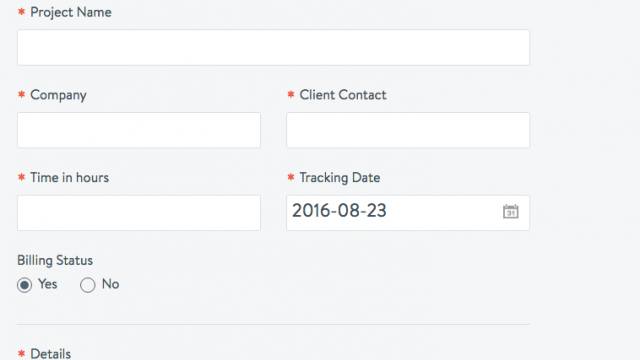 * Project Name
* Company
* Client Contact
* Time in hours
* Tracking Date
2016-08-23
31
Billing Status
Yes
No
* Details